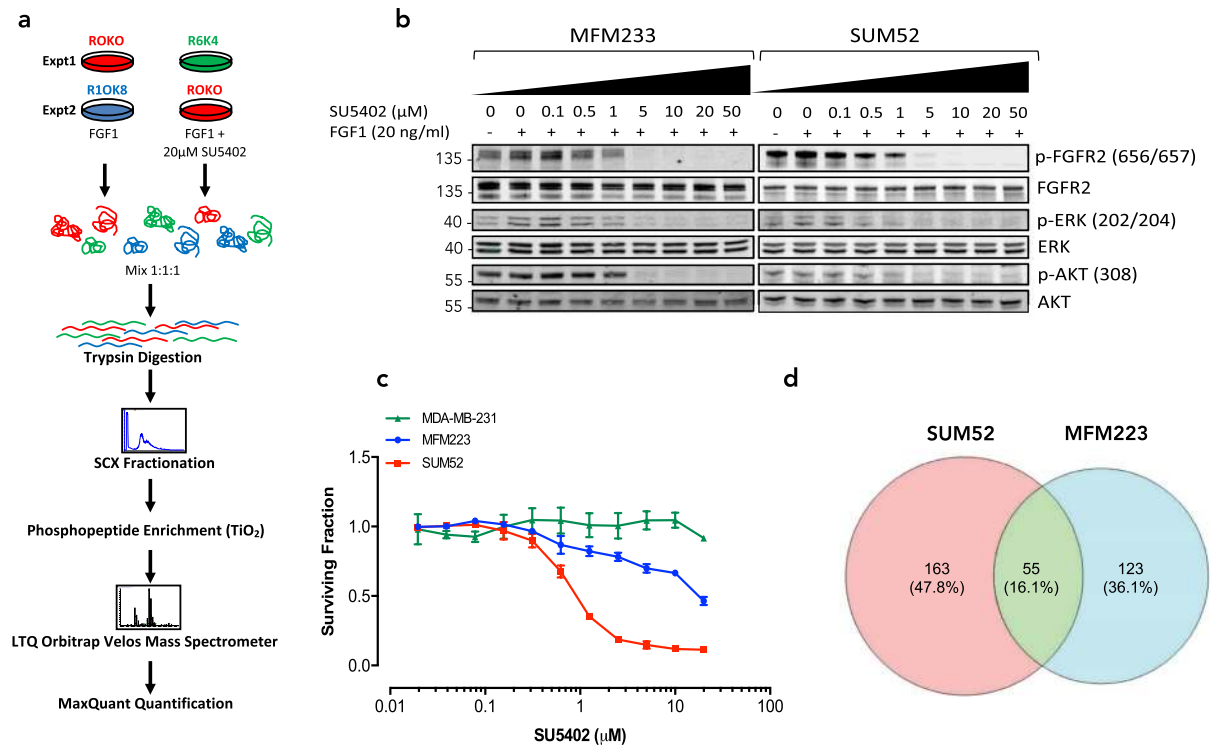 a
ROKO
R6K4
Expt1
R1OK8
ROKO
Expt2
FGF1
FGF1 +
20μM SU5402
Mix 1:1:1
Trypsin Digestion
SCX Fractionation
Phosphopeptide Enrichment (TiO2)
LTQ Orbitrap Velos Mass Spectrometer
MaxQuant Quantification
b
MFM233
SUM52
SU5402 (μM) 0 0 0.1 0.5 1 5 10 20 50 0 0 0.1 0.5 1 5 10 20 50
FGF1 (20 ng/ml) - + + + + + + + + - + + + + + + + +
135 p-FGFR2 (656/657)
135 FGFR2
40 p-ERK (202/204)
40 ERK
55 p-AKT (308)
55 AKT
c
MDA-MB-231
MFM223
SUM52
Surviving Fraction
1.5
1.0
0.5
0.0
0.01 0.1 1 10 100
SU5402 (μM)
d
SUM52
MFM223
163
(47.8%)
55
(16.1%)
123
(36.1%)